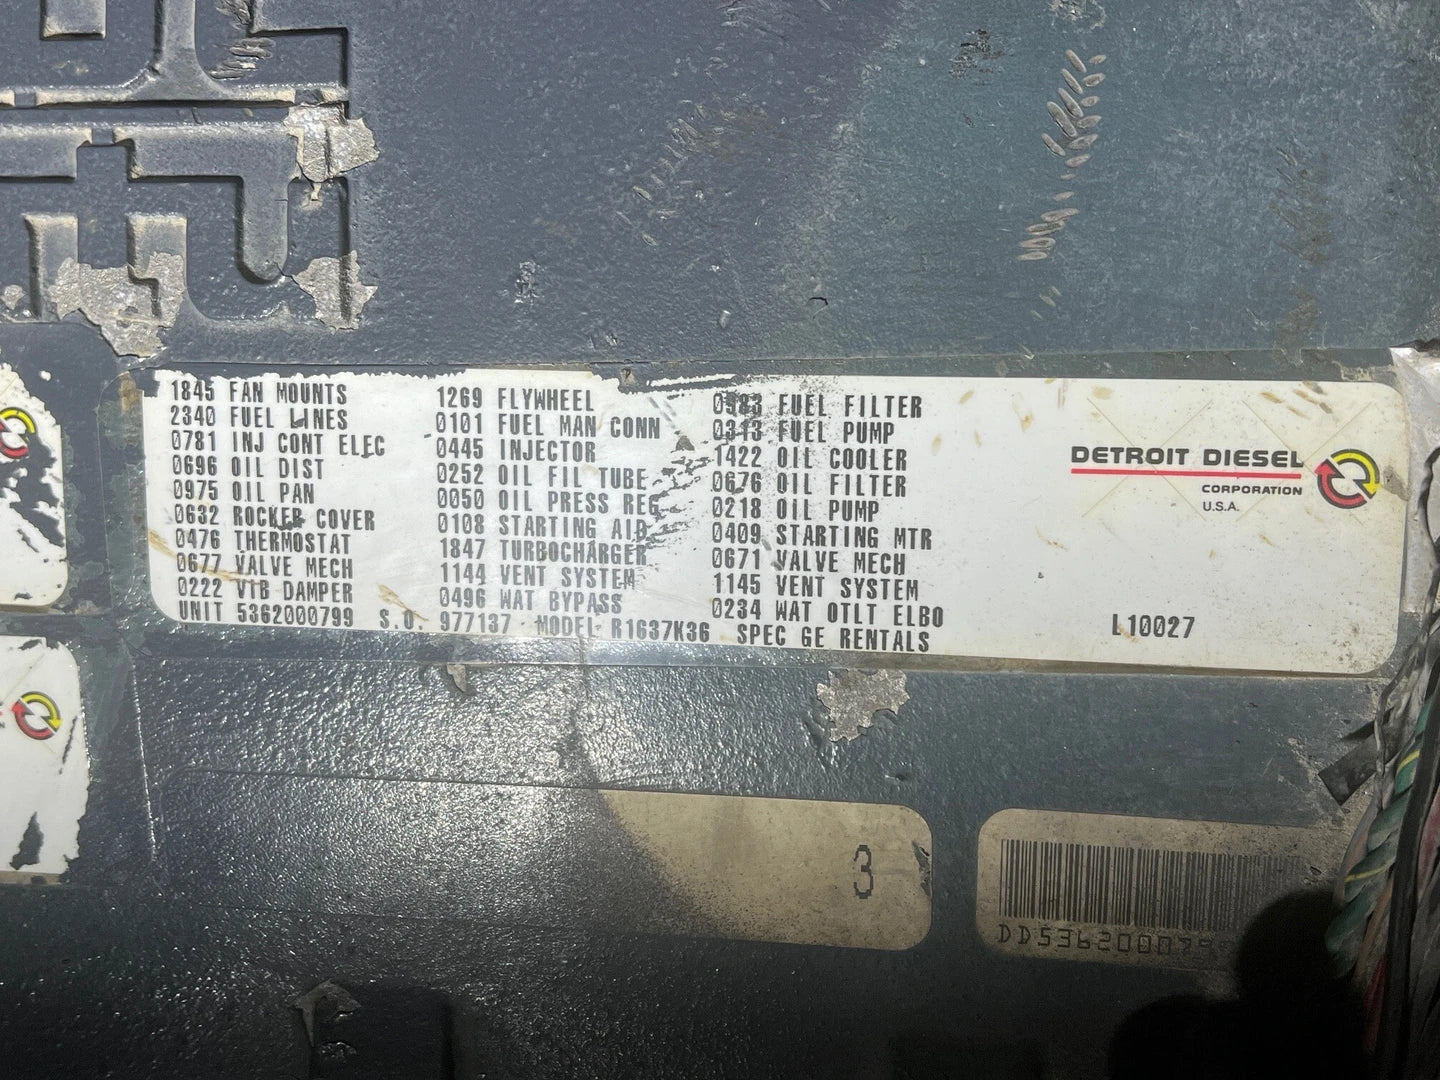 1845 FAN MOUNTS 1269 FLYWHEEL 0583 FUEL FILTER
2340 FUEL LINES 0101 FUEL MAN CONN 0313 FUEL PUMP
0781 INJ CONT ELEC 0445 INJECTOR 1422 OIL COOLER
0696 OIL DIST 0252 OIL FIL TUBE 0676 OIL FILTER
0975 OIL PAN 0050 OIL PRESS REG 0218 OIL PUMP
0632 ROCKER COVER 0108 STARTING AID 0409 STARTING MTR
0476 THERMOSTAT 1847 TURBOCHARGER 0671 VALVE MECH
0677 VALVE MECH 1144 VENT SYSTEM 1145 VENT SYSTEM
0222 VIB DAMPER 0496 WAT BYPASS 0234 WAT OTLT ELBO
UNIT 5362000799 S.O. 977137 MODEL R1637K36 SPEC GE RENTALS
DETROIT DIESEL
CORPORATION
U.S.A.
L10027
3
DD5362000799